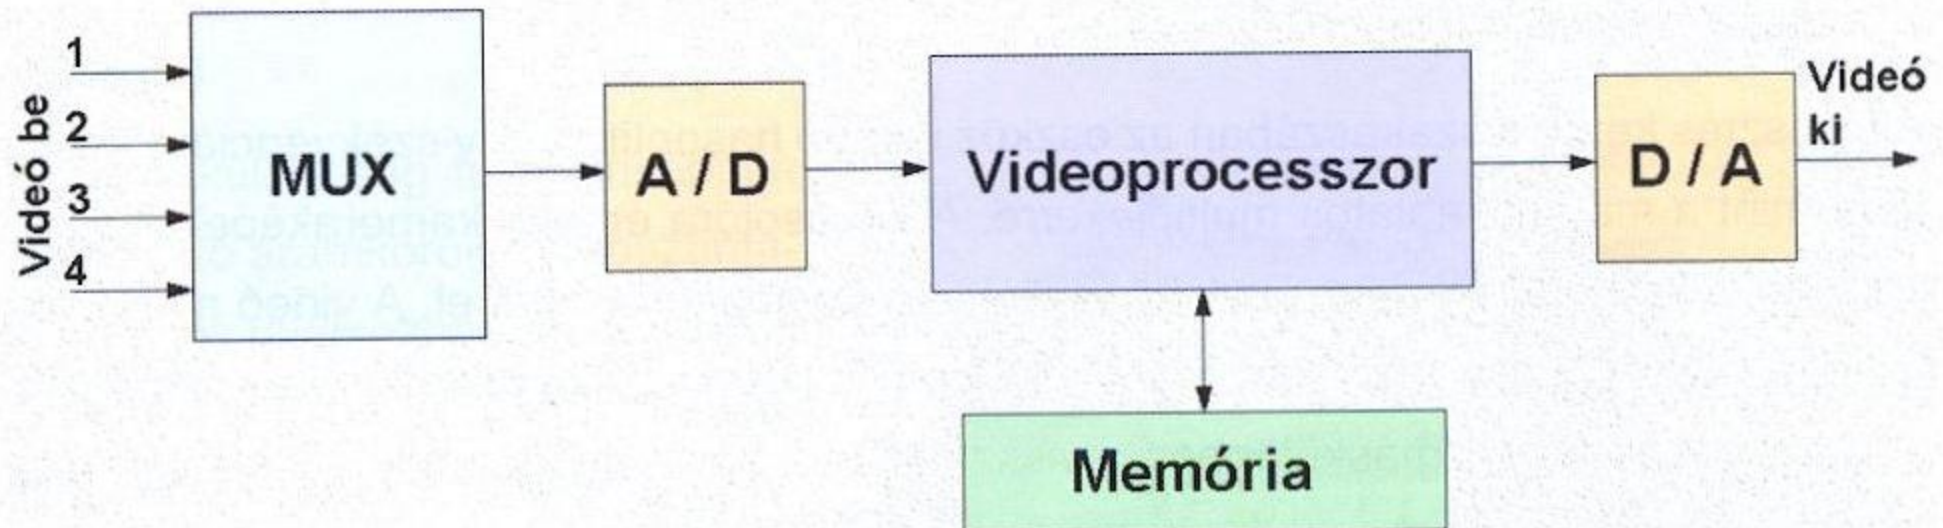 Videó be
1
2
3
4
MUX
A / D
Videoprocesszor
D / A
Videó
ki
Memória